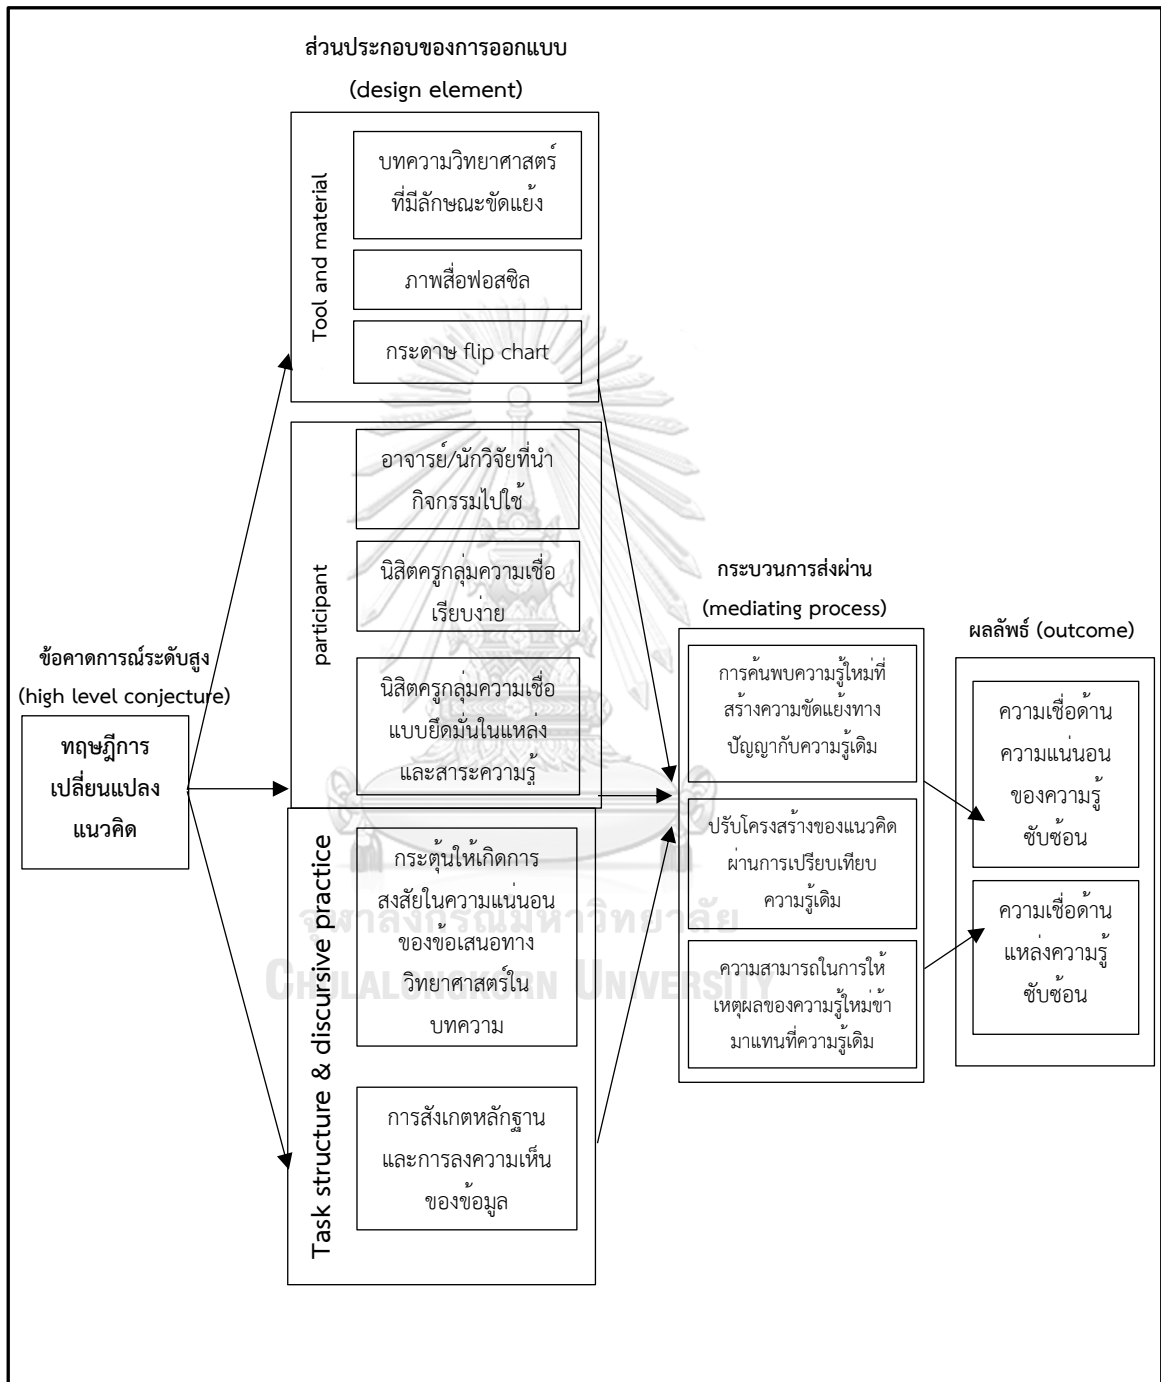 ส่วนประกอบของการออกแบบ
(design element)
Tool and material
บทความวิทยาศาสตร์
ที่มีลักษณะขัดแย้ง
ภาพสื่อฟอสซิล
กระดาษ flip chart
participant
อาจารย์/นักวิจัยที่นำ
กิจกรรมไปใช้
นิสิตครูกลุ่มความเชื่อ
เรียบง่าย
นิสิตครูกลุ่มความเชื่อ
แบบยึดมั่นในแหล่ง
และสาระความรู้
ข้อคาดการณ์ระดับสูง
(high level conjecture)
ทฤษฎีการ
เปลี่ยนแปลง
แนวคิด
Task structure & discursive practice
กระตุ้นให้เกิดการ
สงสัยในความแน่นอน
ของข้อเสนอทาง
วิทยาศาสตร์ใน
บทความ
การสังเกตหลักฐาน
และการลงความเห็น
ของข้อมูล
กระบวนการส่งผ่าน
(mediating process)
การค้นพบความรู้ใหม่ที่
สร้างความขัดแย้งทาง
ปัญญากับความรู้เดิม
ปรับโครงสร้างของแนวคิด
ผ่านการเปรียบเทียบ
ความรู้เดิม
ความสามารถในการให้
เหตุผลของความรู้ใหม่ข้า
มาแทนที่ความรู้เดิม
ผลลัพธ์ (outcome)
ความเชื่อด้าน
ความแน่นอน
ของความรู้
ซับซ้อน
ความเชื่อด้าน
แหล่งความรู้
ซับซ้อน
จุฬาลงกรณ์มหาวิทยาลัย
CHULALONGKORN UNIVERSITY